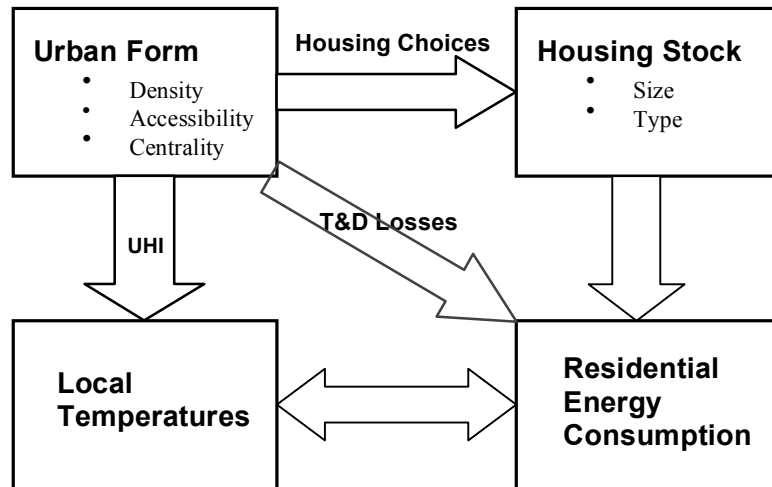 Urban Form
• Density
• Accessibility
• Centrality
Housing Choices
Housing Stock
• Size
• Type
UHI
T&D Losses
Local
Temperatures
Residential
Energy
Consumption